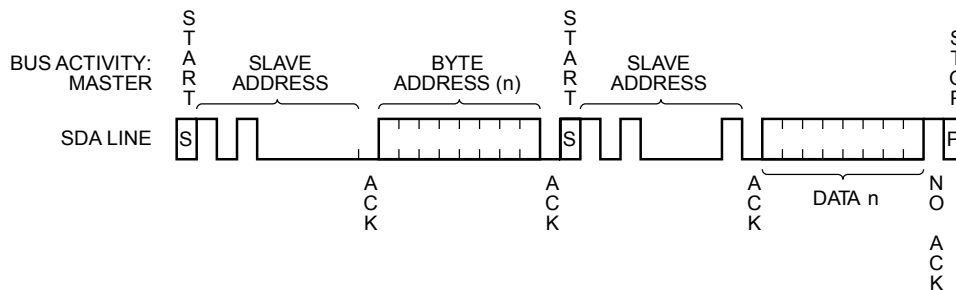 START
START
STOP
BUS ACTIVITY:
MASTER
SLAVE
ADDRESS
BYTE
ADDRESS (n)
SLAVE
ADDRESS
SDA LINE
S
S
P
ACK
ACK
ACK
DATA n
NO ACK